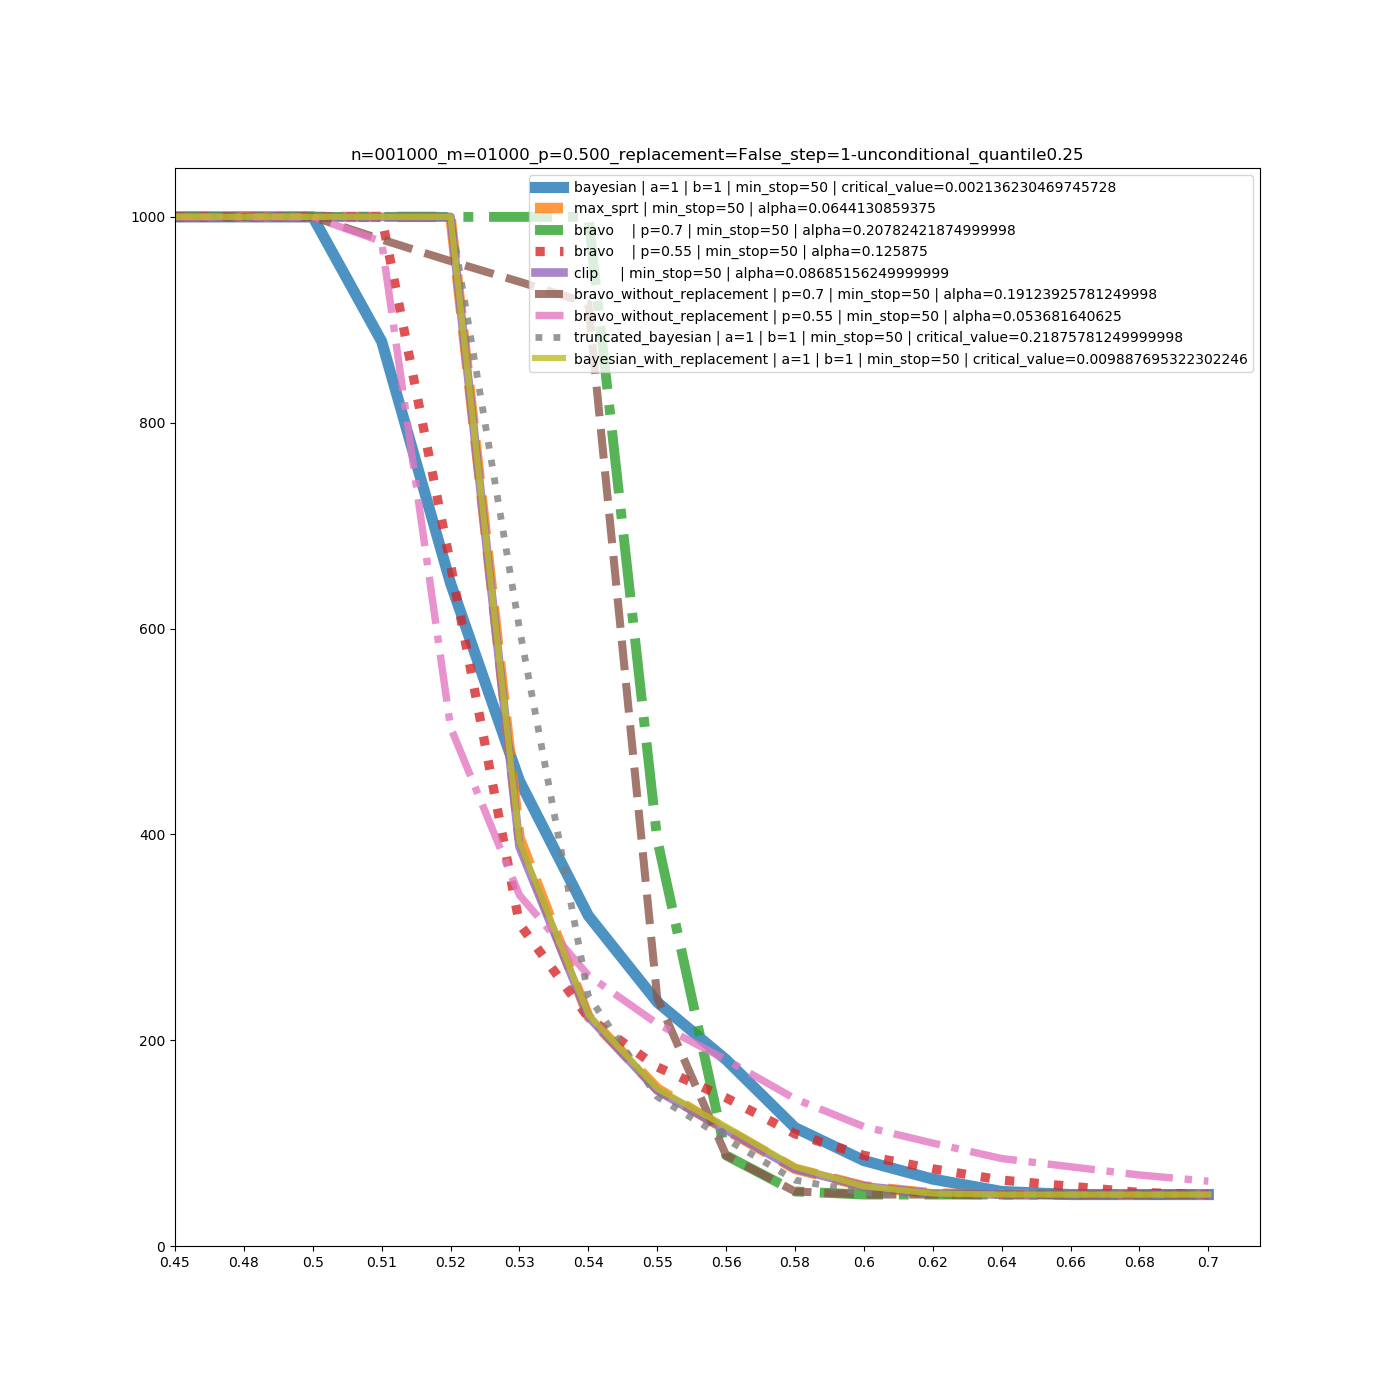 n=001000_m=01000_p=0.500_replacement=False_step=1-unconditional_quantile0.25
bayesian | a=1 | b=1 | min_stop=50 | critical_value=0.002136230469745728
max_sprt | min_stop=50 | alpha=0.0644130859375
bravo    | p=0.7 | min_stop=50 | alpha=0.20782421874999998
bravo    | p=0.55 | min_stop=50 | alpha=0.125875
clip     | min_stop=50 | alpha=0.08685156249999999
bravo_without_replacement | p=0.7 | min_stop=50 | alpha=0.19123925781249998
bravo_without_replacement | p=0.55 | min_stop=50 | alpha=0.053681640625
truncated_bayesian | a=1 | b=1 | min_stop=50 | critical_value=0.21875781249999998
bayesian_with_replacement | a=1 | b=1 | min_stop=50 | critical_value=0.009887695322302246
1000
800
600
400
200
0
0.45 0.48 0.5 0.51 0.52 0.53 0.54 0.55 0.56 0.58 0.6 0.62 0.64 0.66 0.68 0.7